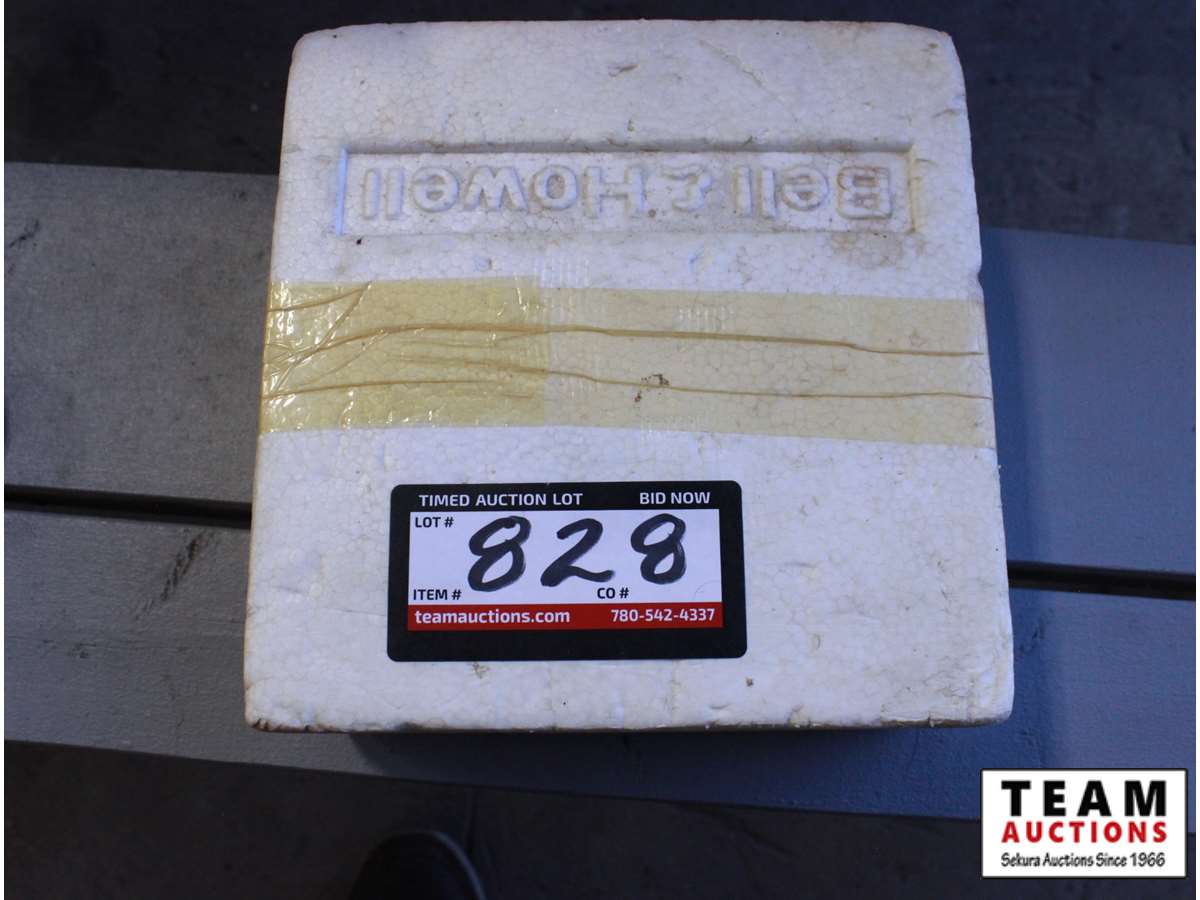 Bell & Howell
TIMED AUCTION LOT BID NOW
LOT # 828
ITEM # CO #
teamauctions.com 780-542-4337
TEAM
AUCTIONS
Sekura Auctions Since 1966